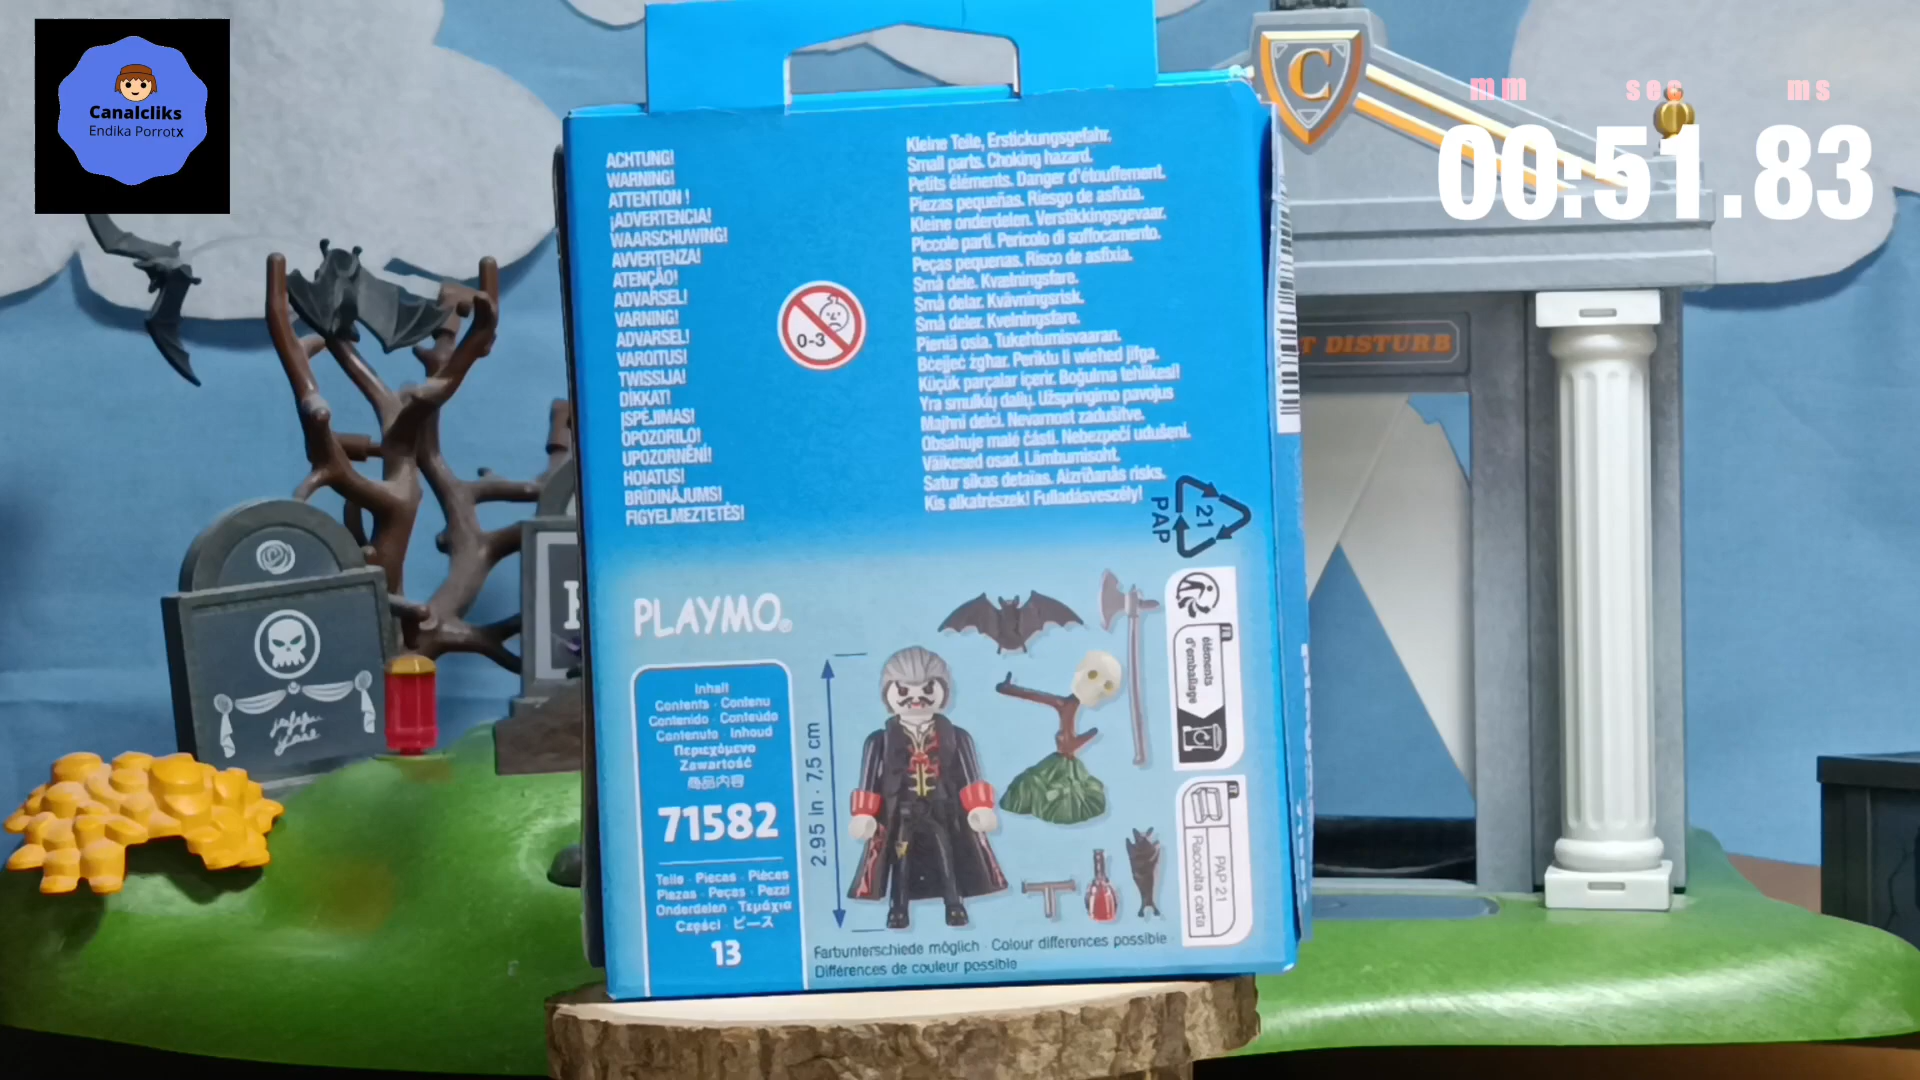 Canalcliks
Endika Porrotx
mm sec ms
00:51.83
C
T DISTURB
ACHTUNG!
WARNING!
ATTENTION !
¡ADVERTENCIA!
WAARSCHUWING!
AVVERTENZA!
ATENÇÃO!
ADVARSEL!
VARNING!
ADVARSEL!
VAROITUS!
TWISSIJA!
DİKKAT!
ĮSPĖJIMAS!
OPOZORILO!
UPOZORNĚNÍ!
HOIATUS!
BRĪDINĀJUMS!
FIGYELMEZTETÉS!
0-3
Kleine Teile, Erstickungsgefahr.
Small parts. Choking hazard.
Petits éléments. Danger d'étouffement.
Piezas pequeñas. Riesgo de asfixia.
Kleine onderdelen. Verstikkingsgevaar.
Piccole parti. Pericolo di soffocamento.
Peças pequenas. Risco de asfixia.
Små dele. Kvælningsfare.
Små delar. Kvävningsrisk.
Små deler. Kvelningsfare.
Pieniä osia. Tukehtumisvaaran.
Bċejjeċ żgħar. Periklu li wieħed jifga.
Küçük parçalar içerir. Boğulma tehlikesi!
Yra smulkių dalių. Užspringimo pavojus
Majhni delci. Nevarnost zadušitve.
Obsahuje malé části. Nebezpečí udušení.
Väikesed osad. Lämbumisoht.
Satur sīkas detaļas. Aizrīšanās risks.
Kis alkatrészek! Fulladásveszély!
21
PAP
PLAYMO®
Inhalt
Contents · Contenu
Contenido · Conteúdo
Contenuto · Inhoud
Περιεχόμενο
Zawartość
商品内容
71582
Teile · Pieces · Pièces
Piezas · Peças · Pezzi
Onderdelen · Τεμάχια
Części ピース
13
2.95 in · 7,5 cm
FR
éléments
d'emballage
IT
PAP 21
Raccolta carta
Farbunterschiede möglich · Colour differences possible ·
Différences de couleur possible